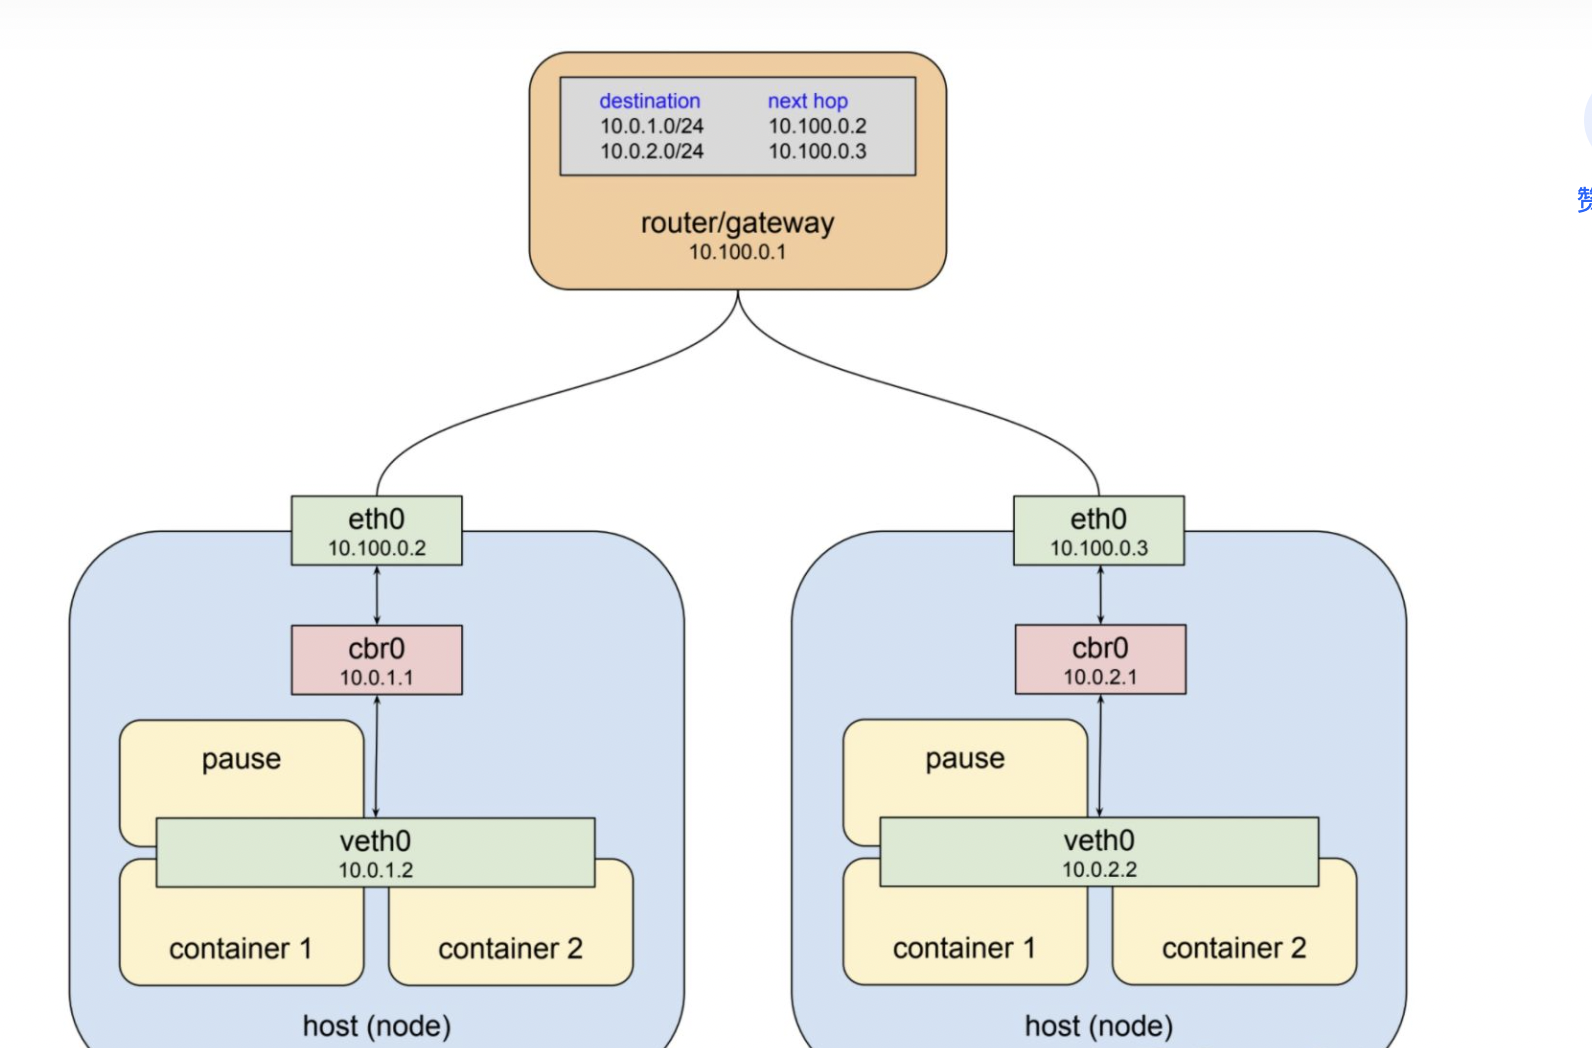 destination next hop
10.0.1.0/24 10.100.0.2
10.0.2.0/24 10.100.0.3
router/gateway
10.100.0.1
赞
eth0
10.100.0.2
cbr0
10.0.1.1
pause
veth0
10.0.1.2
container 1
container 2
host (node)
eth0
10.100.0.3
cbr0
10.0.2.1
pause
veth0
10.0.2.2
container 1
container 2
host (node)